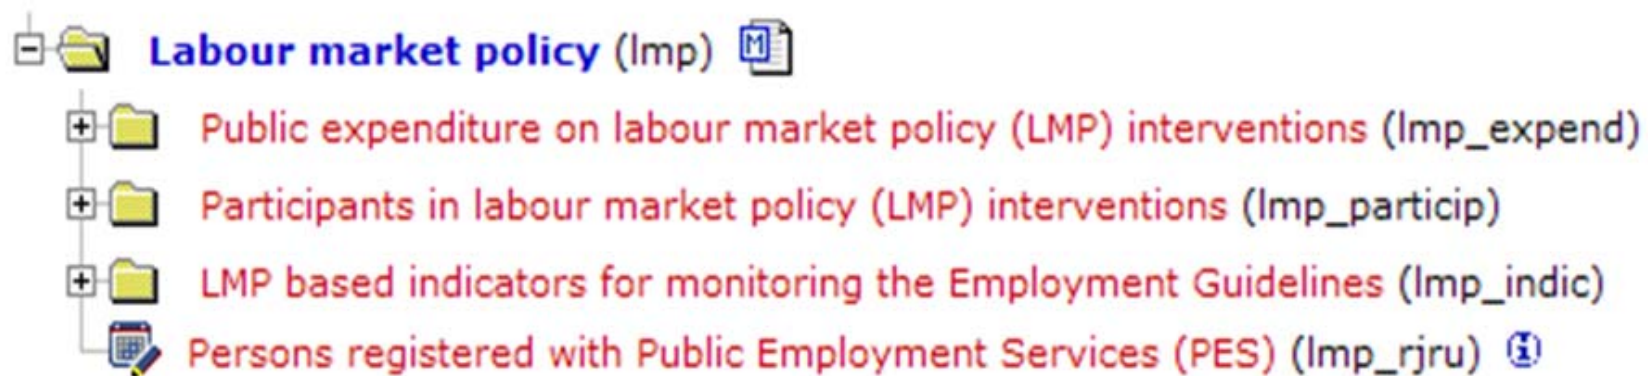 Labour market policy (lmp) M
Public expenditure on labour market policy (LMP) interventions (lmp_expend)
Participants in labour market policy (LMP) interventions (lmp_particip)
LMP based indicators for monitoring the Employment Guidelines (lmp_indic)
Persons registered with Public Employment Services (PES) (lmp_rjru) i